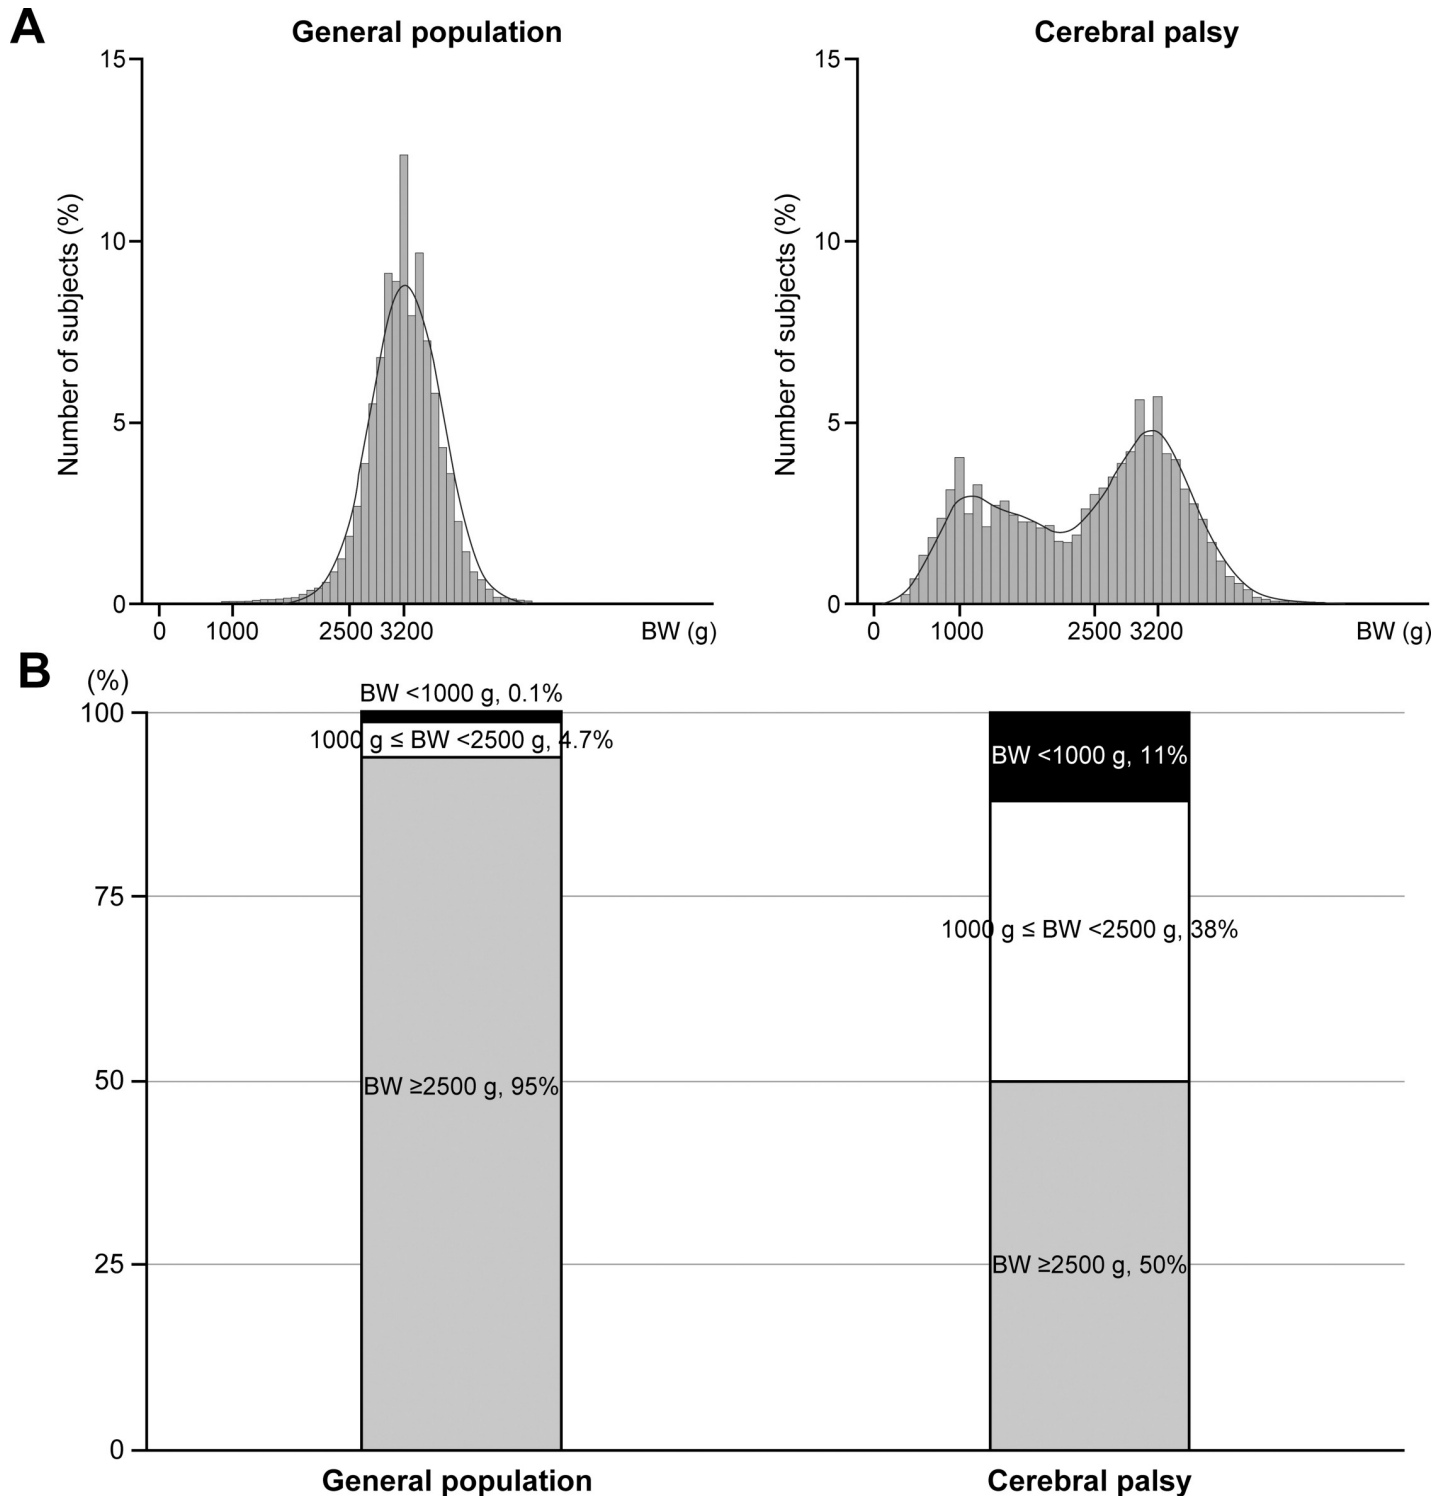 A
General population
Cerebral palsy
15
10
5
0
Number of subjects (%)
0 1000 2500 3200 BW (g)
15
10
5
0
Number of subjects (%)
0 1000 2500 3200 BW (g)
B
(%)
100
75
50
25
0
BW <1000 g, 0.1%
1000 g ≤ BW <2500 g, 4.7%
BW ≥2500 g, 95%
BW <1000 g, 11%
1000 g ≤ BW <2500 g, 38%
BW ≥2500 g, 50%
General population
Cerebral palsy